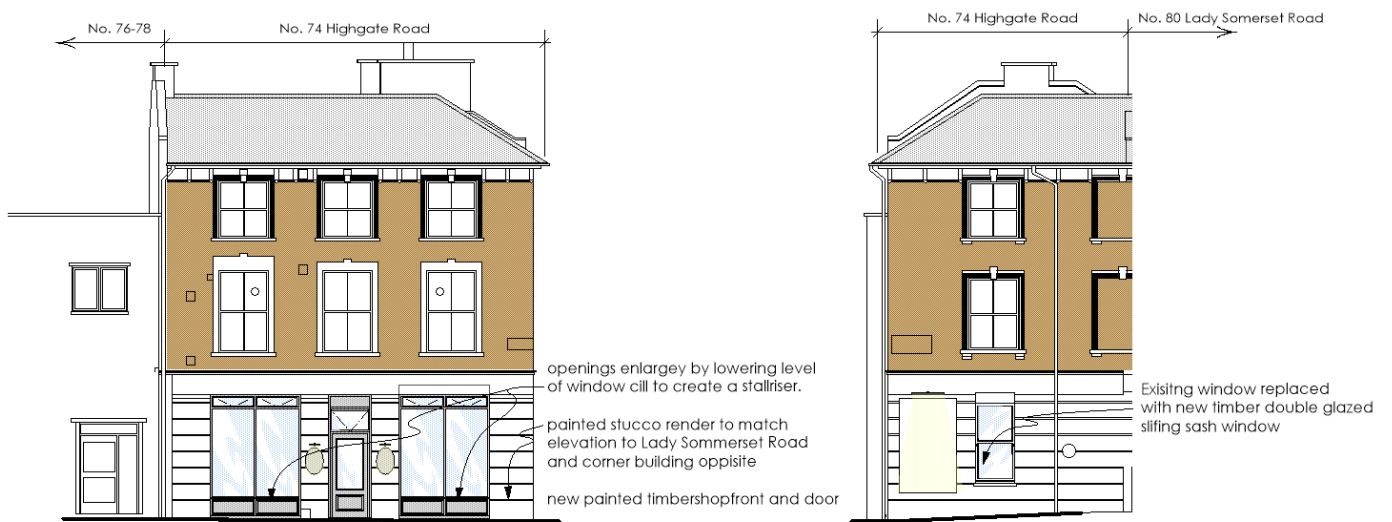 No. 76-78
No. 74 Highgate Road
No. 74 Highgate Road
No. 80 Lady Somerset Road
openings enlargey by lowering level
of window cill to create a stallriser.
painted stucco render to match
elevation to Lady Sommerset Road
and corner building oppisite
new painted timbershopfront and door
Exisitng window replaced
with new timber double glazed
slifing sash window